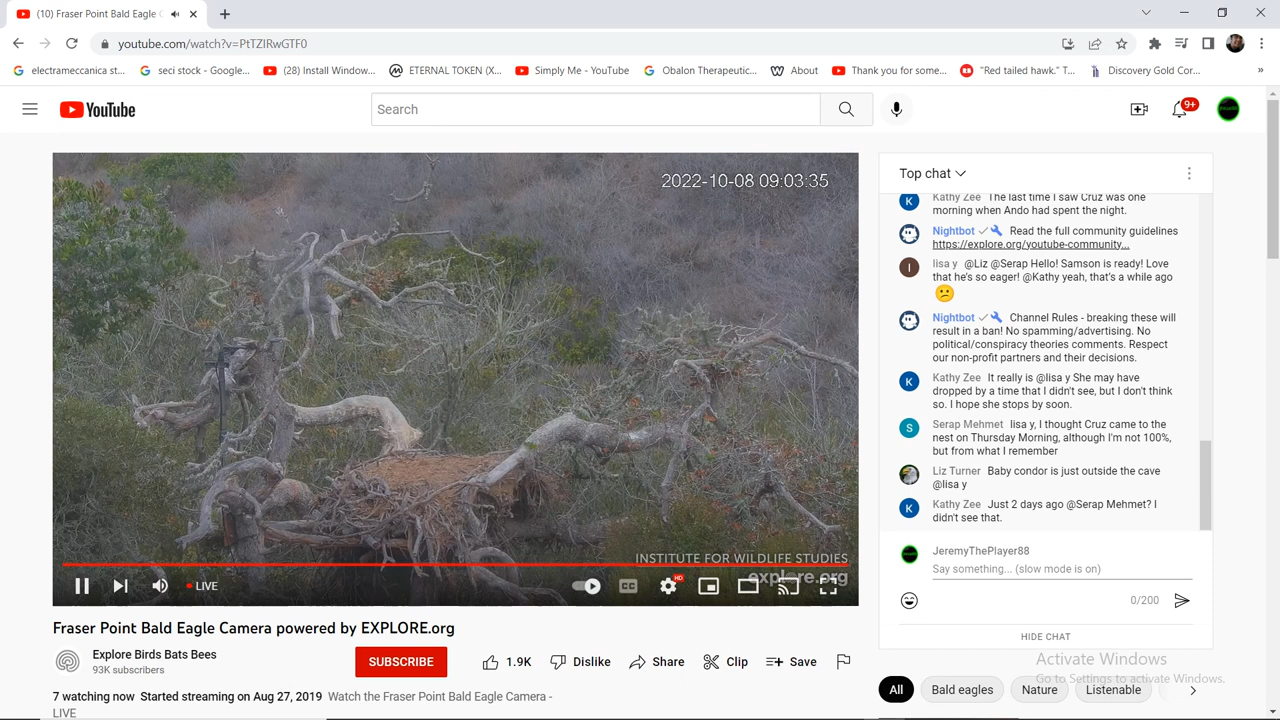 (10) Fraser Point Bald Eagle C
youtube.com/watch?v=PtTZIRwGTF0
electrameccanica st...
seci stock - Google...
(28) Install Window...
ETERNAL TOKEN (X...
Simply Me - YouTube
Obalon Therapeutic...
About
Thank you for some...
"Red tailed hawk." T...
Discovery Gold Cor...
»
YouTube
Search
9+
2022-10-08 09:03:35
INSTITUTE FOR WILDLIFE STUDIES
explore.org
LIVE
CC
HD
Top chat
Kathy Zee The last time I saw Cruz was one
morning when Ando had spent the night.
Nightbot Read the full community guidelines
https://explore.org/youtube-community...
I
lisa y @Liz @Serap Hello! Samson is ready! Love
that he's so eager! @Kathy yeah, that's a while ago
Nightbot Channel Rules - breaking these will
result in a ban! No spamming/advertising. No
political/conspiracy theories comments. Respect
our non-profit partners and their decisions.
K
Kathy Zee It really is @lisa y She may have
dropped by a time that I didn't see, but I don't think
so. I hope she stops by soon.
S
Serap Mehmet lisa y, I thought Cruz came to the
nest on Thursday Morning, although I'm not 100%,
but from what I remember
Liz Turner Baby condor is just outside the cave
@lisa y
K
Kathy Zee Just 2 days ago @Serap Mehmet? I
didn't see that.
JeremyThePlayer88
Say something... (slow mode is on)
0/200
HIDE CHAT
Fraser Point Bald Eagle Camera powered by EXPLORE.org
Explore Birds Bats Bees
93K subscribers
SUBSCRIBE
1.9K
Dislike
Share
Clip
Save
7 watching now Started streaming on Aug 27, 2019 Watch the Fraser Point Bald Eagle Camera -
LIVE
All
Bald eagles
Nature
Listenable
Activate Windows
Go to Settings to activate Windows.